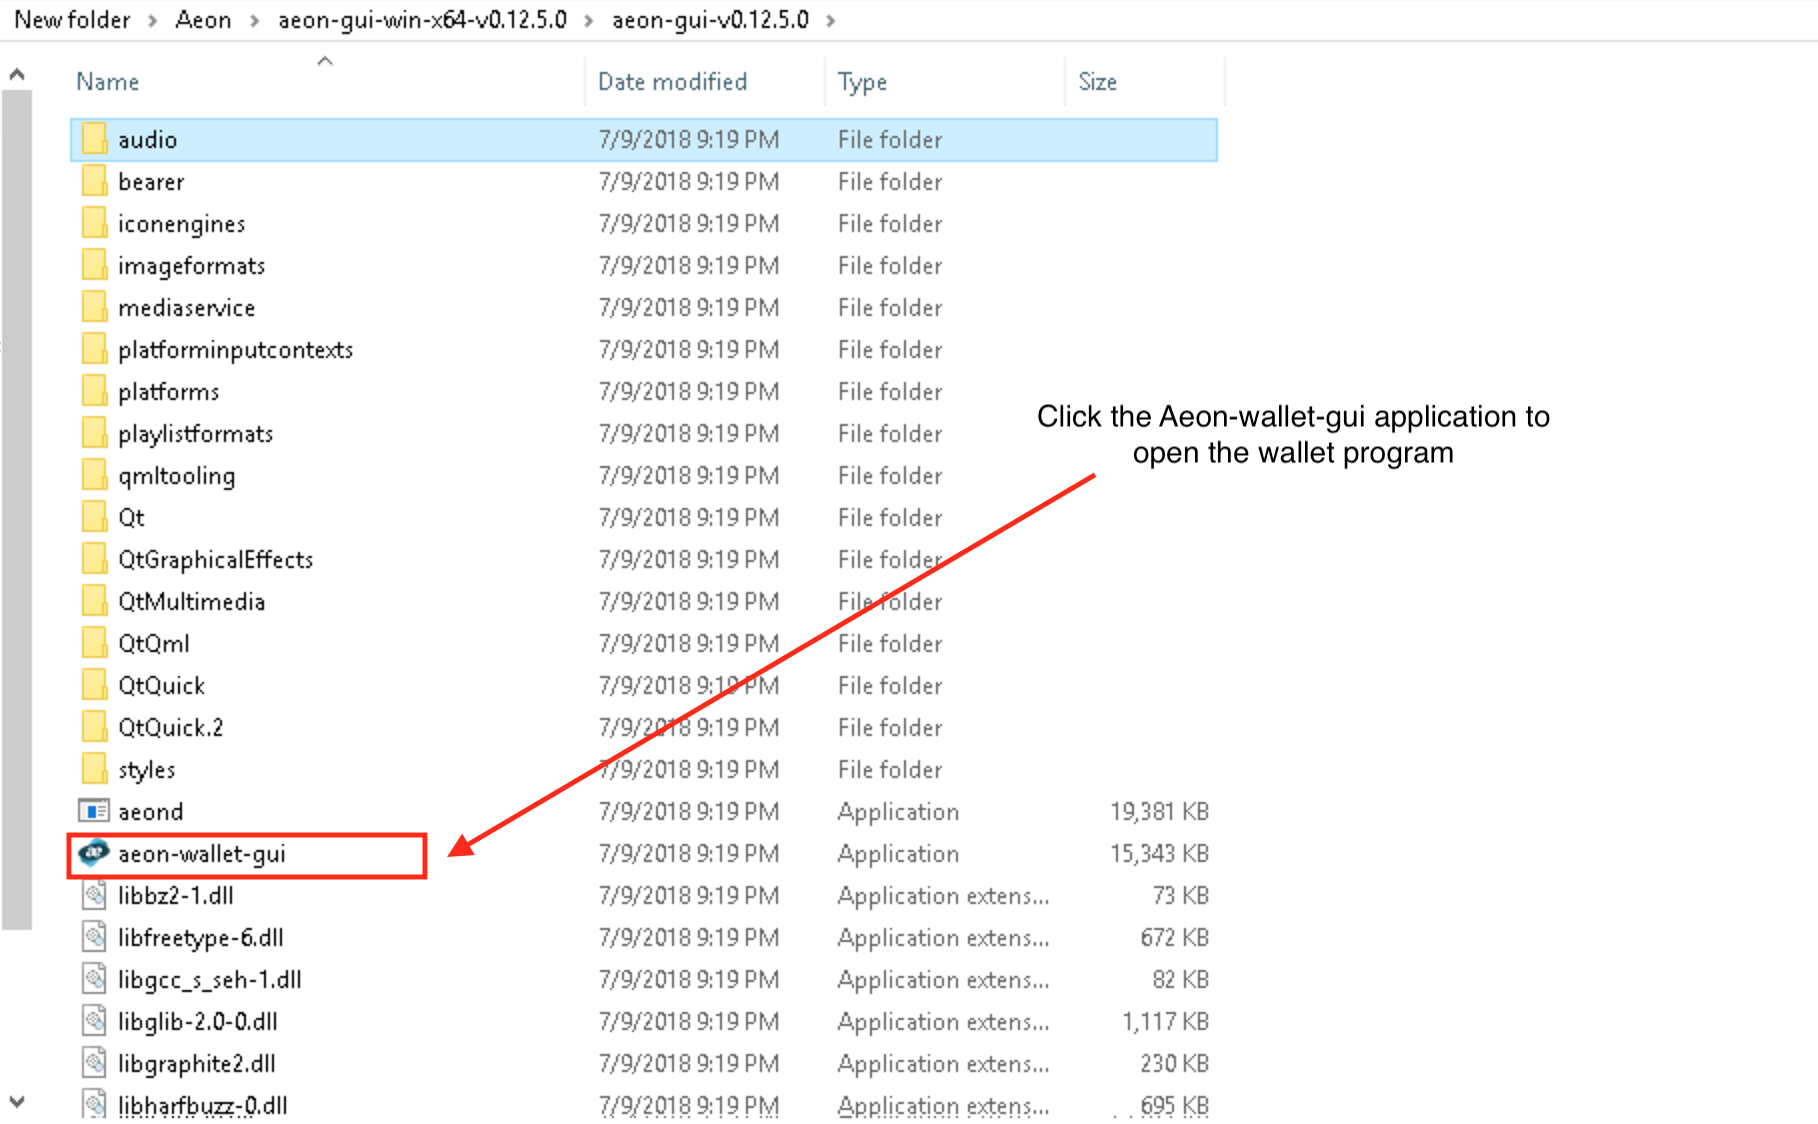 New folder > Aeon > aeon-gui-win-x64-v0.12.5.0 > aeon-gui-v0.12.5.0 >
Name Date modified Type Size
audio 7/9/2018 9:19 PM File folder
bearer 7/9/2018 9:19 PM File folder
iconengines 7/9/2018 9:19 PM File folder
imageformats 7/9/2018 9:19 PM File folder
mediaservice 7/9/2018 9:19 PM File folder
platforminputcontexts 7/9/2018 9:19 PM File folder
platforms 7/9/2018 9:19 PM File folder
Click the Aeon-wallet-gui application to
open the wallet program
playlistformats 7/9/2018 9:19 PM File folder
qmltooling 7/9/2018 9:19 PM File folder
Qt 7/9/2018 9:19 PM File folder
QtGraphicalEffects 7/9/2018 9:19 PM File folder
QtMultimedia 7/9/2018 9:19 PM File folder
QtQml 7/9/2018 9:19 PM File folder
QtQuick 7/9/2018 9:19 PM File folder
QtQuick.2 7/9/2018 9:19 PM File folder
styles 7/9/2018 9:19 PM File folder
aeond 7/9/2018 9:19 PM Application 19,381 KB
aeon-wallet-gui 7/9/2018 9:19 PM Application 15,343 KB
libbz2-1.dll 7/9/2018 9:19 PM Application extens... 73 KB
libfreetype-6.dll 7/9/2018 9:19 PM Application extens... 672 KB
libgcc_s_seh-1.dll 7/9/2018 9:19 PM Application extens... 82 KB
libglib-2.0-0.dll 7/9/2018 9:19 PM Application extens... 1,117 KB
libgraphite2.dll 7/9/2018 9:19 PM Application extens... 230 KB
libharfbuzz-0.dll 7/9/2018 9:19 PM Application extens... 695 KB